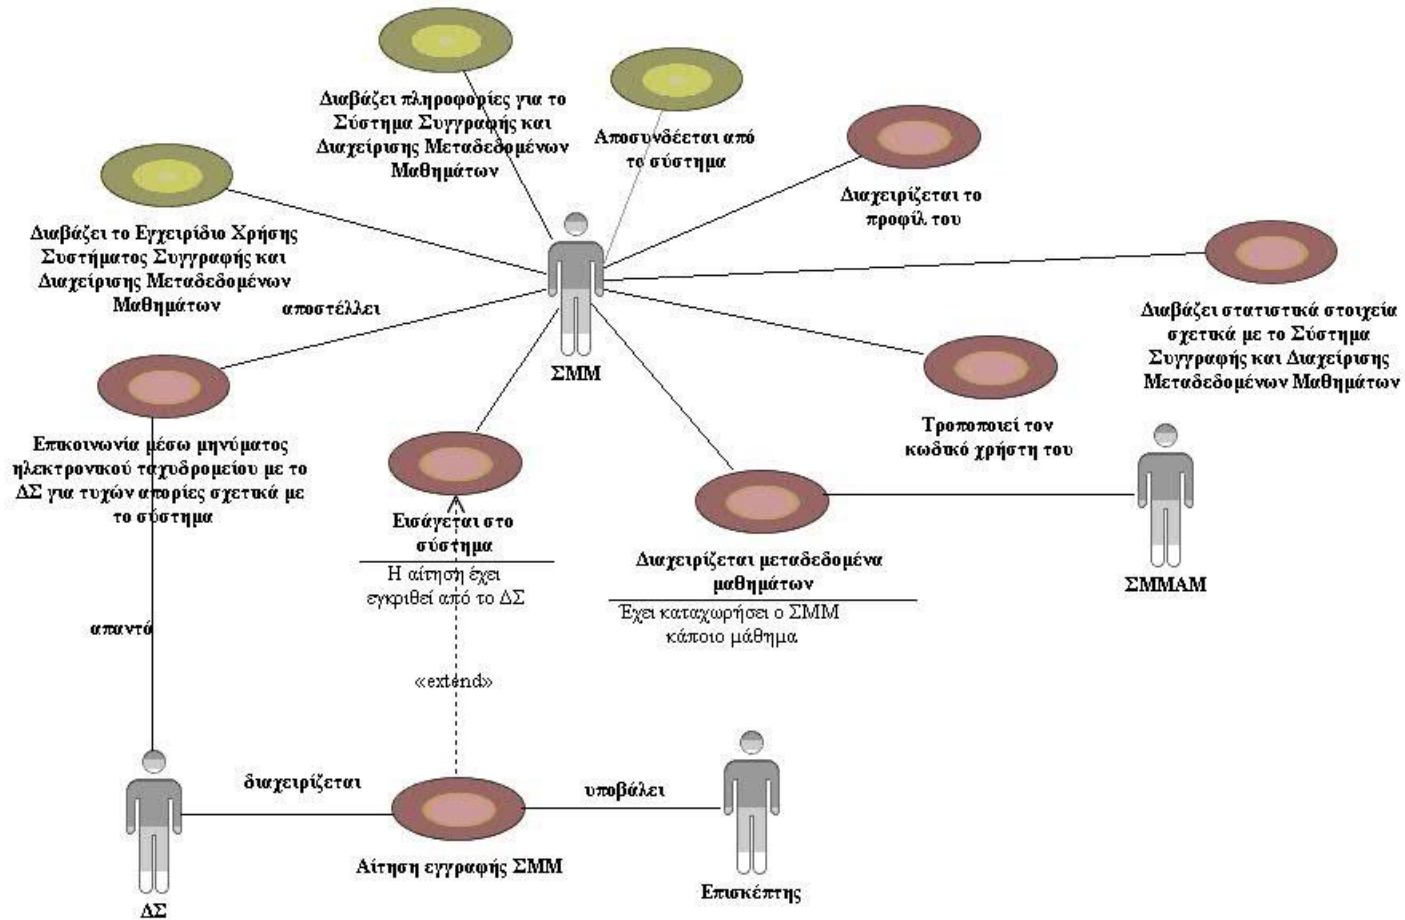 Διαβάζει πληροφορίες για το
Σύστημα Συγγραφής και
Διαχείρισης Μεταδεδομένων
Μαθημάτων
Αποσυνδέεται από
το σύστημα
Διαχειρίζεται το
προφίλ του
Διαβάζει το Εγχειρίδιο Χρήσης
Συστήματος Συγγραφής και
Διαχείρισης Μεταδεδομένων
Μαθημάτων
αποστέλλει
ΣΜΜ
Διαβάζει στατιστικά στοιχεία
σχετικά με το Σύστημα
Συγγραφής και Διαχείρισης
Μεταδεδομένων Μαθημάτων
Τροποποιεί τον
κωδικό χρήστη του
Επικοινωνία μέσω μηνύματος
ηλεκτρονικού ταχυδρομείου με το
ΔΣ για τυχών απορίες σχετικά με
το σύστημα
Εισάγεται στο
σύστημα
Η αίτηση έχει
εγκριθεί από το ΔΣ
Διαχειρίζεται μεταδεδομένα
μαθημάτων
Έχει καταχωρήσει ο ΣΜΜ
κάποιο μάθημα
ΣΜΜΑΜ
απαντά
«extend»
διαχειρίζεται
υποβάλει
Αίτηση εγγραφής ΣΜΜ
Επισκέπτης
ΔΣ